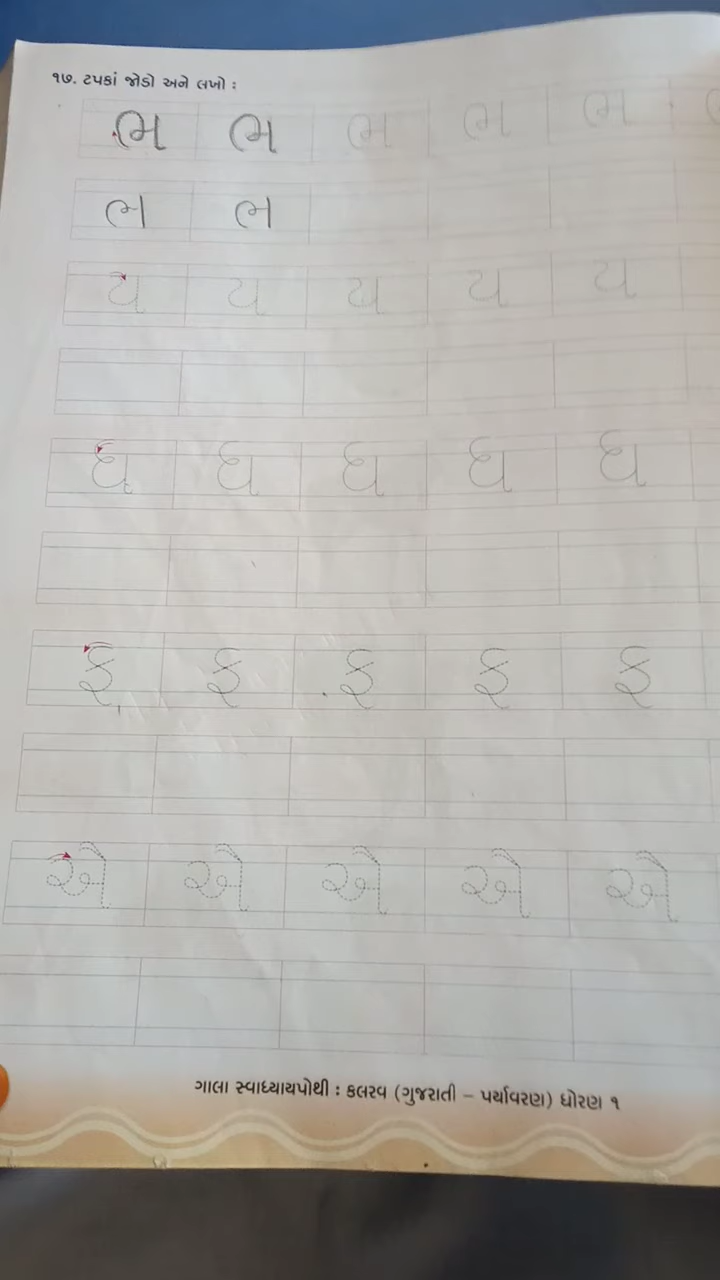 ૧૭. ટપકાં જોડો અને લખો :
ભ ભ ભ ભ ભ
ભ ભ
ય ય ય ય ય
ઘ ઘ ઘ ઘ ઘ
ફ ફ ફ ફ ફ
ઐ ઐ ઐ ઐ ઐ
ગાલા સ્વાધ્યાયપોથી : કલરવ (ગુજરાતી – પર્યાવરણ) ધોરણ ૧